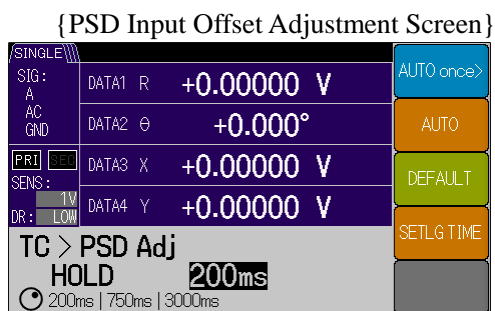 {PSD Input Offset Adjustment Screen}
SINGLE
SIG:
A
AC
GND
PRI SEC
SENS:
1V
DR: LOW
DATA1 R +0.00000 V
DATA2 θ +0.000°
DATA3 X +0.00000 V
DATA4 Y +0.00000 V
TC > PSD Adj
HOLD 200ms
200ms | 750ms | 3000ms
AUTO once>
AUTO
DEFAULT
SETLG TIME